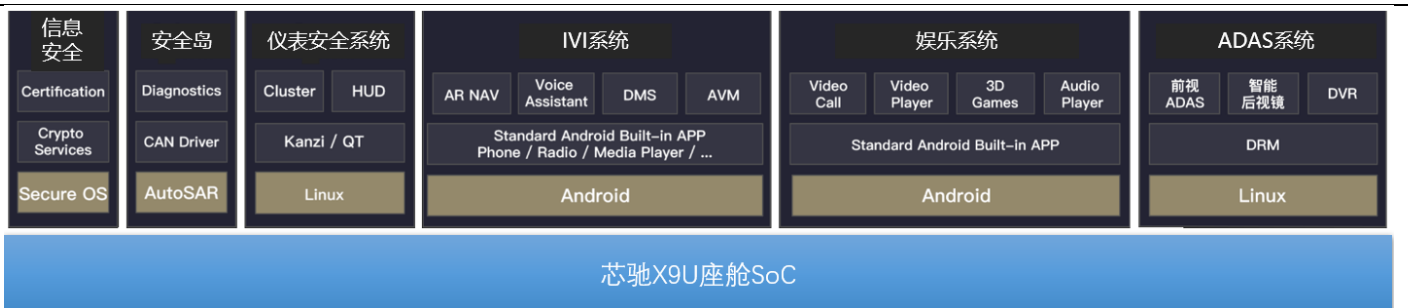 信息
安全
Certification
Crypto
Services
Secure OS
安全岛
Diagnostics
CAN Driver
AutoSAR
仪表安全系统
Cluster
HUD
Kanzi / QT
Linux
IVI系统
AR NAV
Voice
Assistant
DMS
AVM
Standard Android Built-in APP
Phone / Radio / Media Player / ...
Android
娱乐系统
Video
Call
Video
Player
3D
Games
Audio
Player
Standard Android Built-in APP
Android
ADAS系统
前视
ADAS
智能
后视镜
DVR
DRM
Linux
芯驰X9U座舱SoC